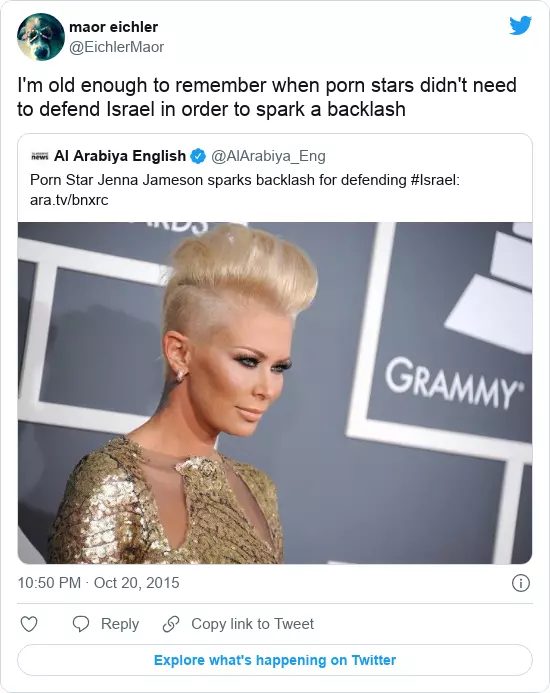 maor eichler
@EichlerMaor
I'm old enough to remember when porn stars didn't need
to defend Israel in order to spark a backlash
news Al Arabiya English @AlArabiya_Eng
Porn Star Jenna Jameson sparks backlash for defending #Israel:
ara.tv/bnxrc
RDS
GRAMMY
10:50 PM · Oct 20, 2015
Reply Copy link to Tweet
Explore what's happening on Twitter